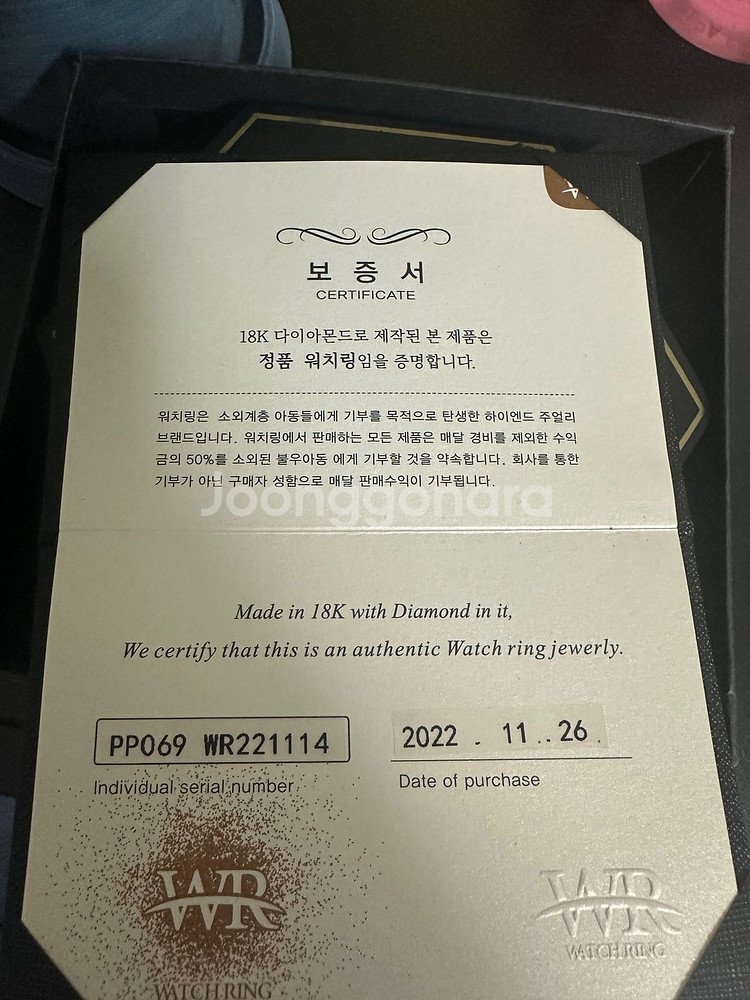 보 증 서
CERTIFICATE
18K 다이아몬드로 제작된 본 제품은
정품 워치링임을 증명합니다.
워치링은 소외계층 아동들에게 기부를 목적으로 탄생한 하이엔드 주얼리
브랜드입니다. 워치링에서 판매하는 모든 제품은 매달 경비를 제외한 수익
금의 50%를 소외된 불우아동 에게 기부할 것을 약속합니다. 회사를 통한
기부가 아닌 구매자 성함으로 매달 판매수익이 기부됩니다.
Joonggonara
Made in 18K with Diamond in it,
We certify that this is an authentic Watch ring jewerly.
PP069 WR221114
2022 . 11 . 26 .
Individual serial number
Date of purchase
WR
WATCH RING
WR
WATCH RING